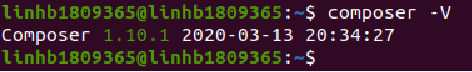 linhb1809365@linhb1809365:~$ composer -V
Composer 1.10.1 2020-03-13 20:34:27
linhb1809365@linhb1809365:~$